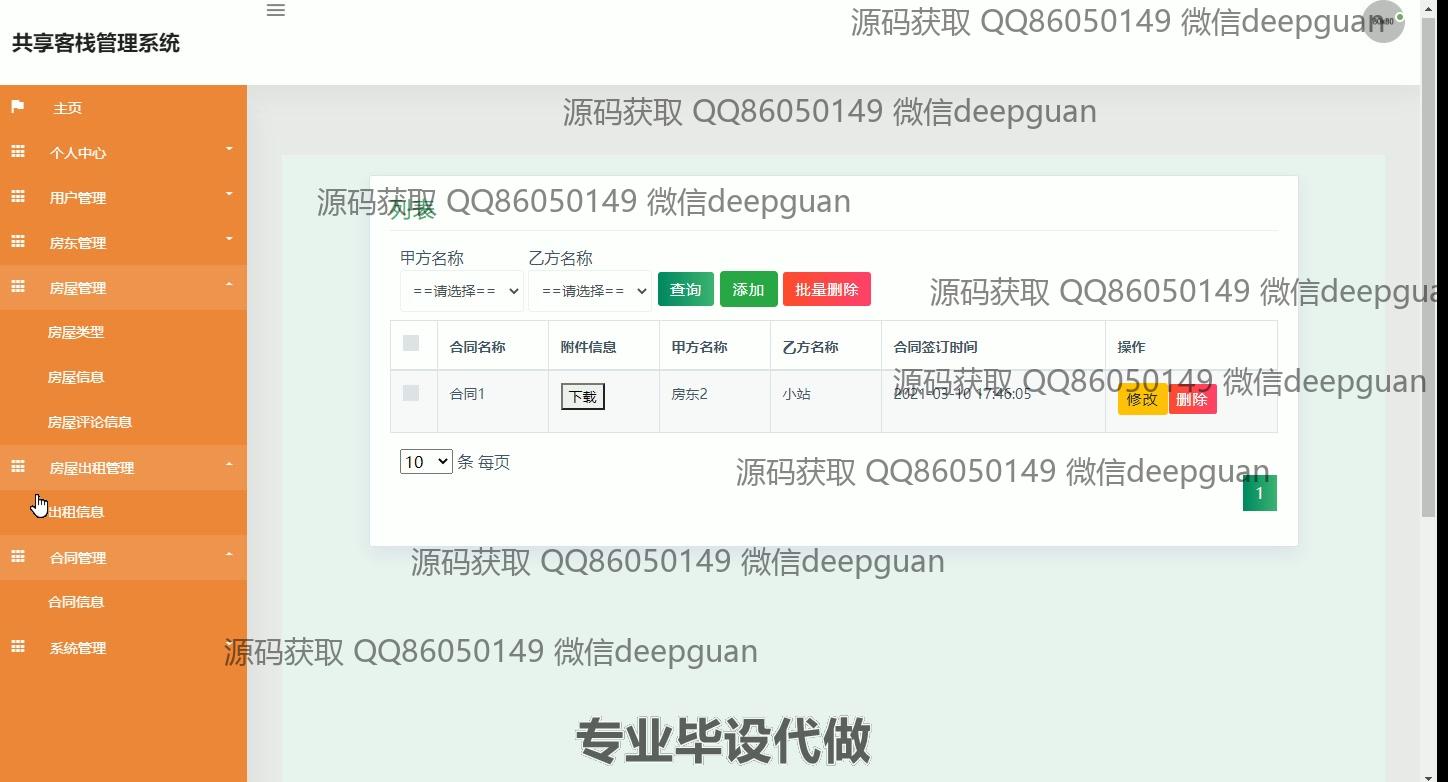 源码获取 QQ86050149 微信deepguan
共享客栈管理系统
源码获取 QQ86050149 微信deepguan
主页
个人中心
用户管理
房东管理
房屋管理
房屋类型
房屋信息
房屋评论信息
房屋出租管理
出租信息
合同管理
合同信息
系统管理
源码获取 QQ86050149 微信deepguan
列表
甲方名称 乙方名称
==请选择== ==请选择== 查询 添加 批量删除
源码获取 QQ86050149 微信deepgua
合同名称 附件信息 甲方名称 乙方名称 合同签订时间 操作
源码获取 QQ86050149 微信deepguan
合同1 下载 房东2 小站 2021-03-10 17:46:05 修改 删除
10 条 每页
源码获取 QQ86050149 微信deepguan
1
源码获取 QQ86050149 微信deepguan
源码获取 QQ86050149 微信deepguan
专业毕设代做